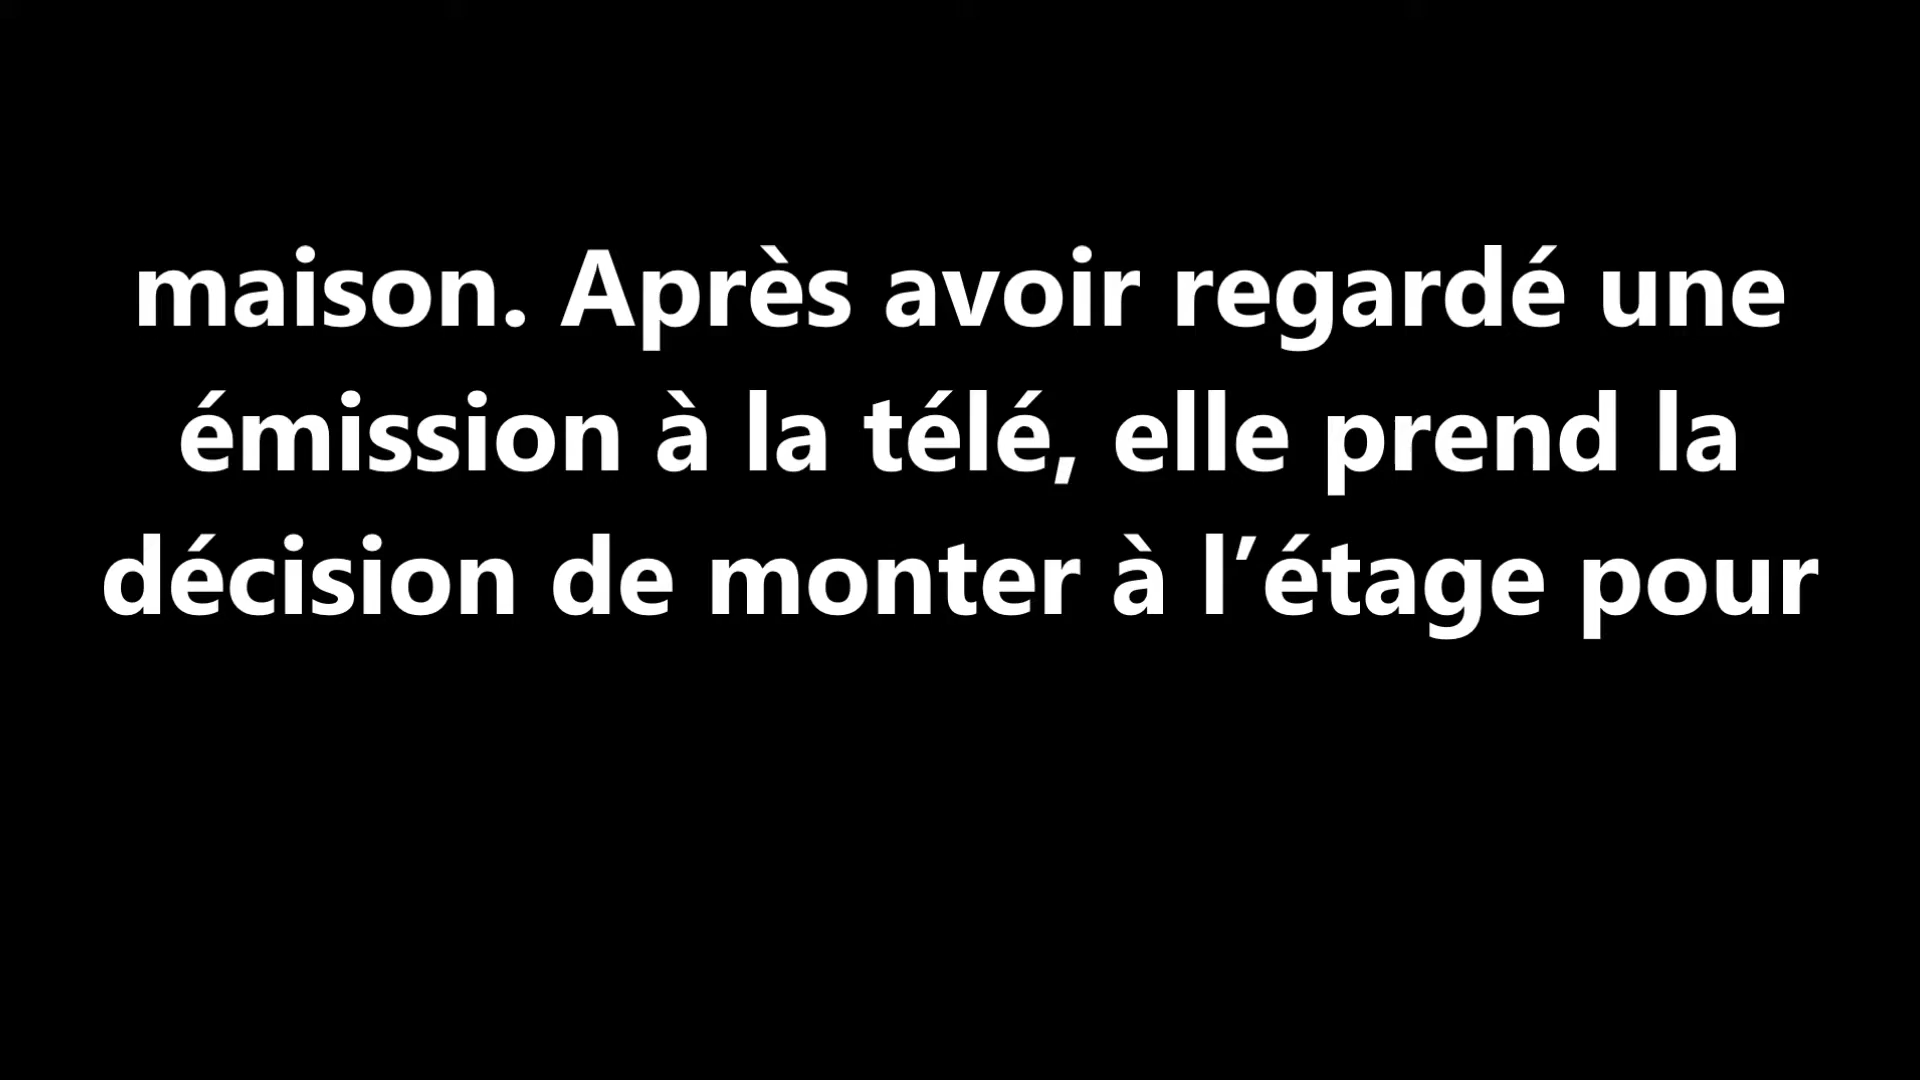 maison. Après avoir regardé une
émission à la télé, elle prend la
décision de monter à l’étage pour